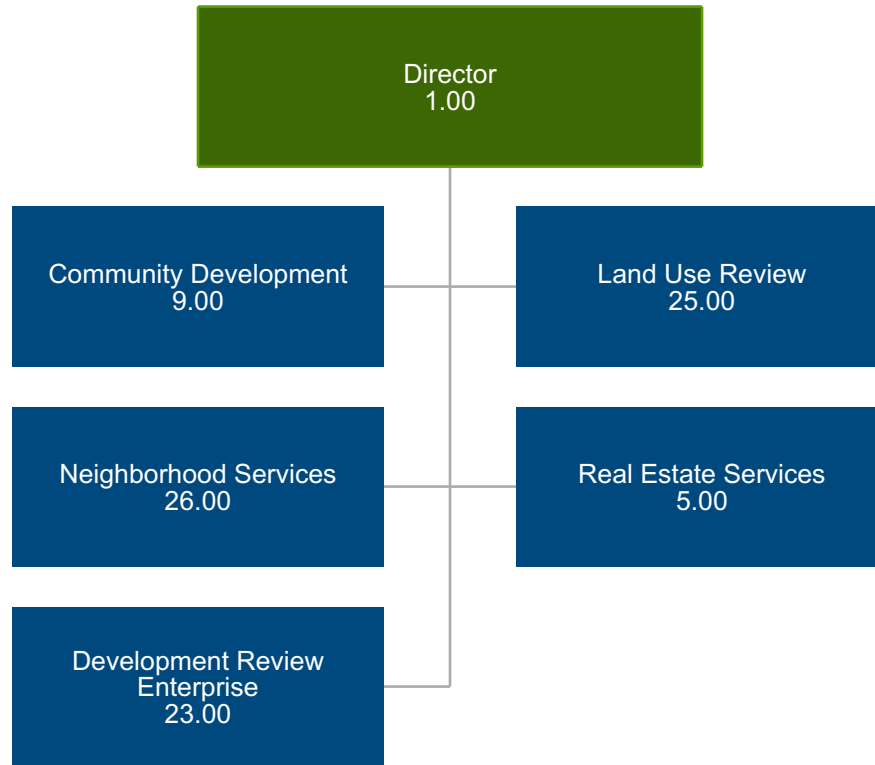 Director
1.00
Community Development
9.00
Land Use Review
25.00
Neighborhood Services
26.00
Real Estate Services
5.00
Development Review
Enterprise
23.00